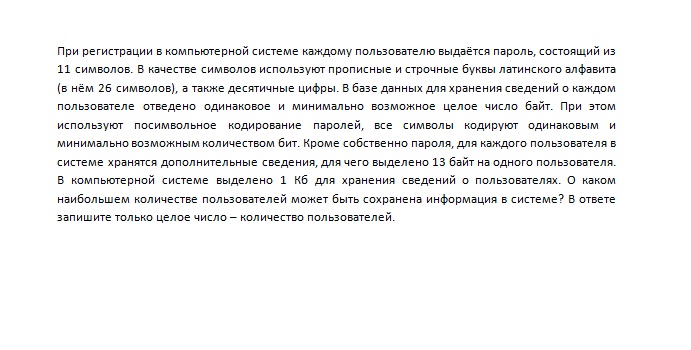 При регистрации в компьютерной системе каждому пользователю выдаётся пароль, состоящий из
11 символов. В качестве символов используют прописные и строчные буквы латинского алфавита
(в нём 26 символов), а также десятичные цифры. В базе данных для хранения сведений о каждом
пользователе отведено одинаковое и минимально возможное целое число байт. При этом
используют посимвольное кодирование паролей, все символы кодируют одинаковым и
минимально возможным количеством бит. Кроме собственно пароля, для каждого пользователя в
системе хранятся дополнительные сведения, для чего выделено 13 байт на одного пользователя.
В компьютерной системе выделено 1 Кб для хранения сведений о пользователях. О каком
наибольшем количестве пользователей может быть сохранена информация в системе? В ответе
запишите только целое число – количество пользователей.